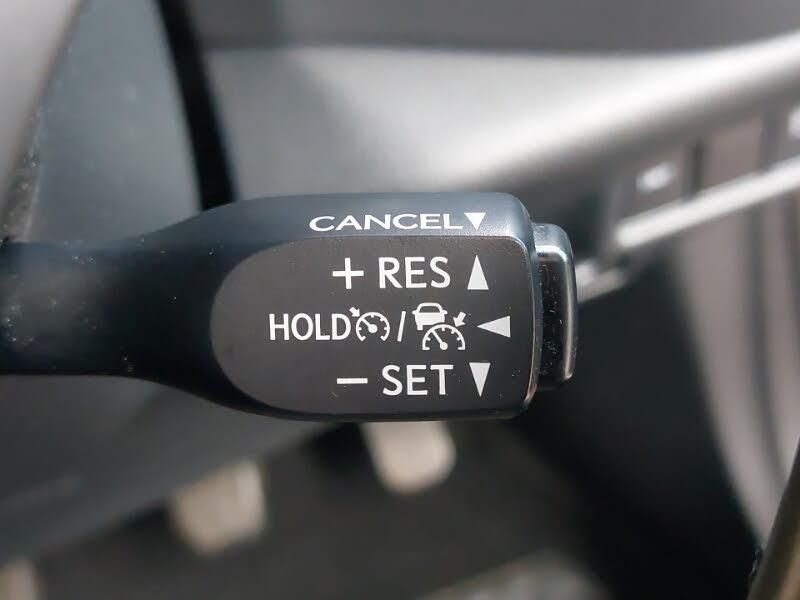 CANCEL▼
+ RES ▲
HOLD / ◀
− SET ▼